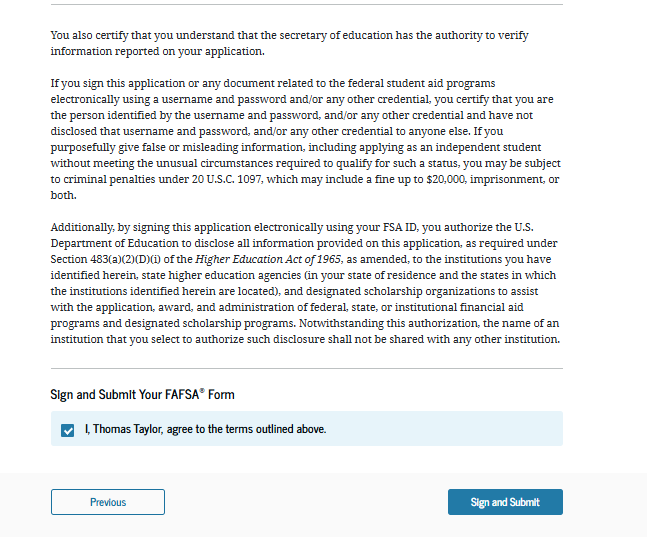 You also certify that you understand that the secretary of education has the authority to verify
information reported on your application.
If you sign this application or any document related to the federal student aid programs
electronically using a username and password and/or any other credential, you certify that you are
the person identified by the username and password, and/or any other credential and have not
disclosed that username and password, and/or any other credential to anyone else. If you
purposefully give false or misleading information, including applying as an independent student
without meeting the unusual circumstances required to qualify for such a status, you may be subject
to criminal penalties under 20 U.S.C. 1097, which may include a fine up to $20,000, imprisonment, or
both.
Additionally, by signing this application electronically using your FSA ID, you authorize the U.S.
Department of Education to disclose all information provided on this application, as required under
Section 483(a)(2)(D)(i) of the Higher Education Act of 1965, as amended, to the institutions you have
identified herein, state higher education agencies (in your state of residence and the states in which
the institutions identified herein are located), and designated scholarship organizations to assist
with the application, award, and administration of federal, state, or institutional financial aid
programs and designated scholarship programs. Notwithstanding this authorization, the name of an
institution that you select to authorize such disclosure shall not be shared with any other institution.
Sign and Submit Your FAFSA® Form
I, Thomas Taylor, agree to the terms outlined above.
Previous
Sign and Submit